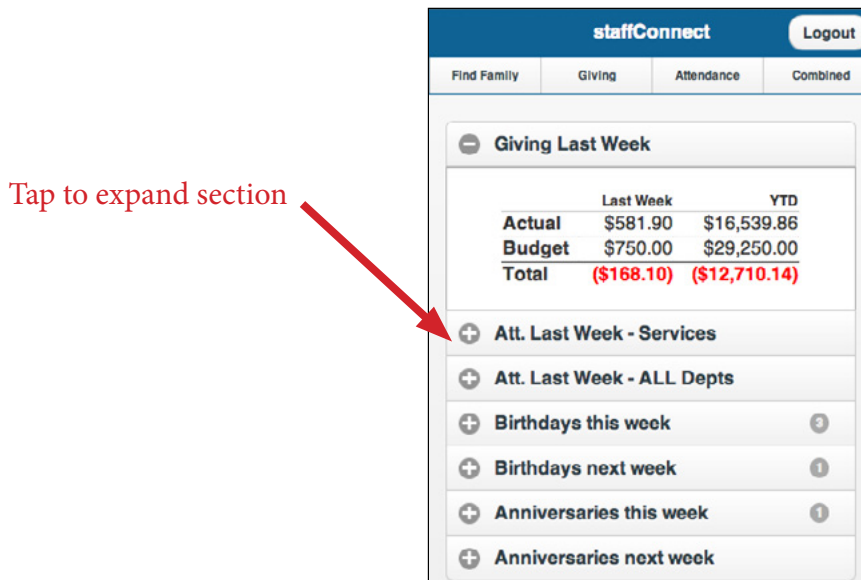 staffConnect Logout
Find Family Giving Attendance Combined
Giving Last Week
Tap to expand section
Last Week YTD
Actual $581.90 $16,539.86
Budget $750.00 $29,250.00
Total ($168.10) ($12,710.14)
Att. Last Week - Services
Att. Last Week - ALL Depts
Birthdays this week 3
Birthdays next week 1
Anniversaries this week 1
Anniversaries next week